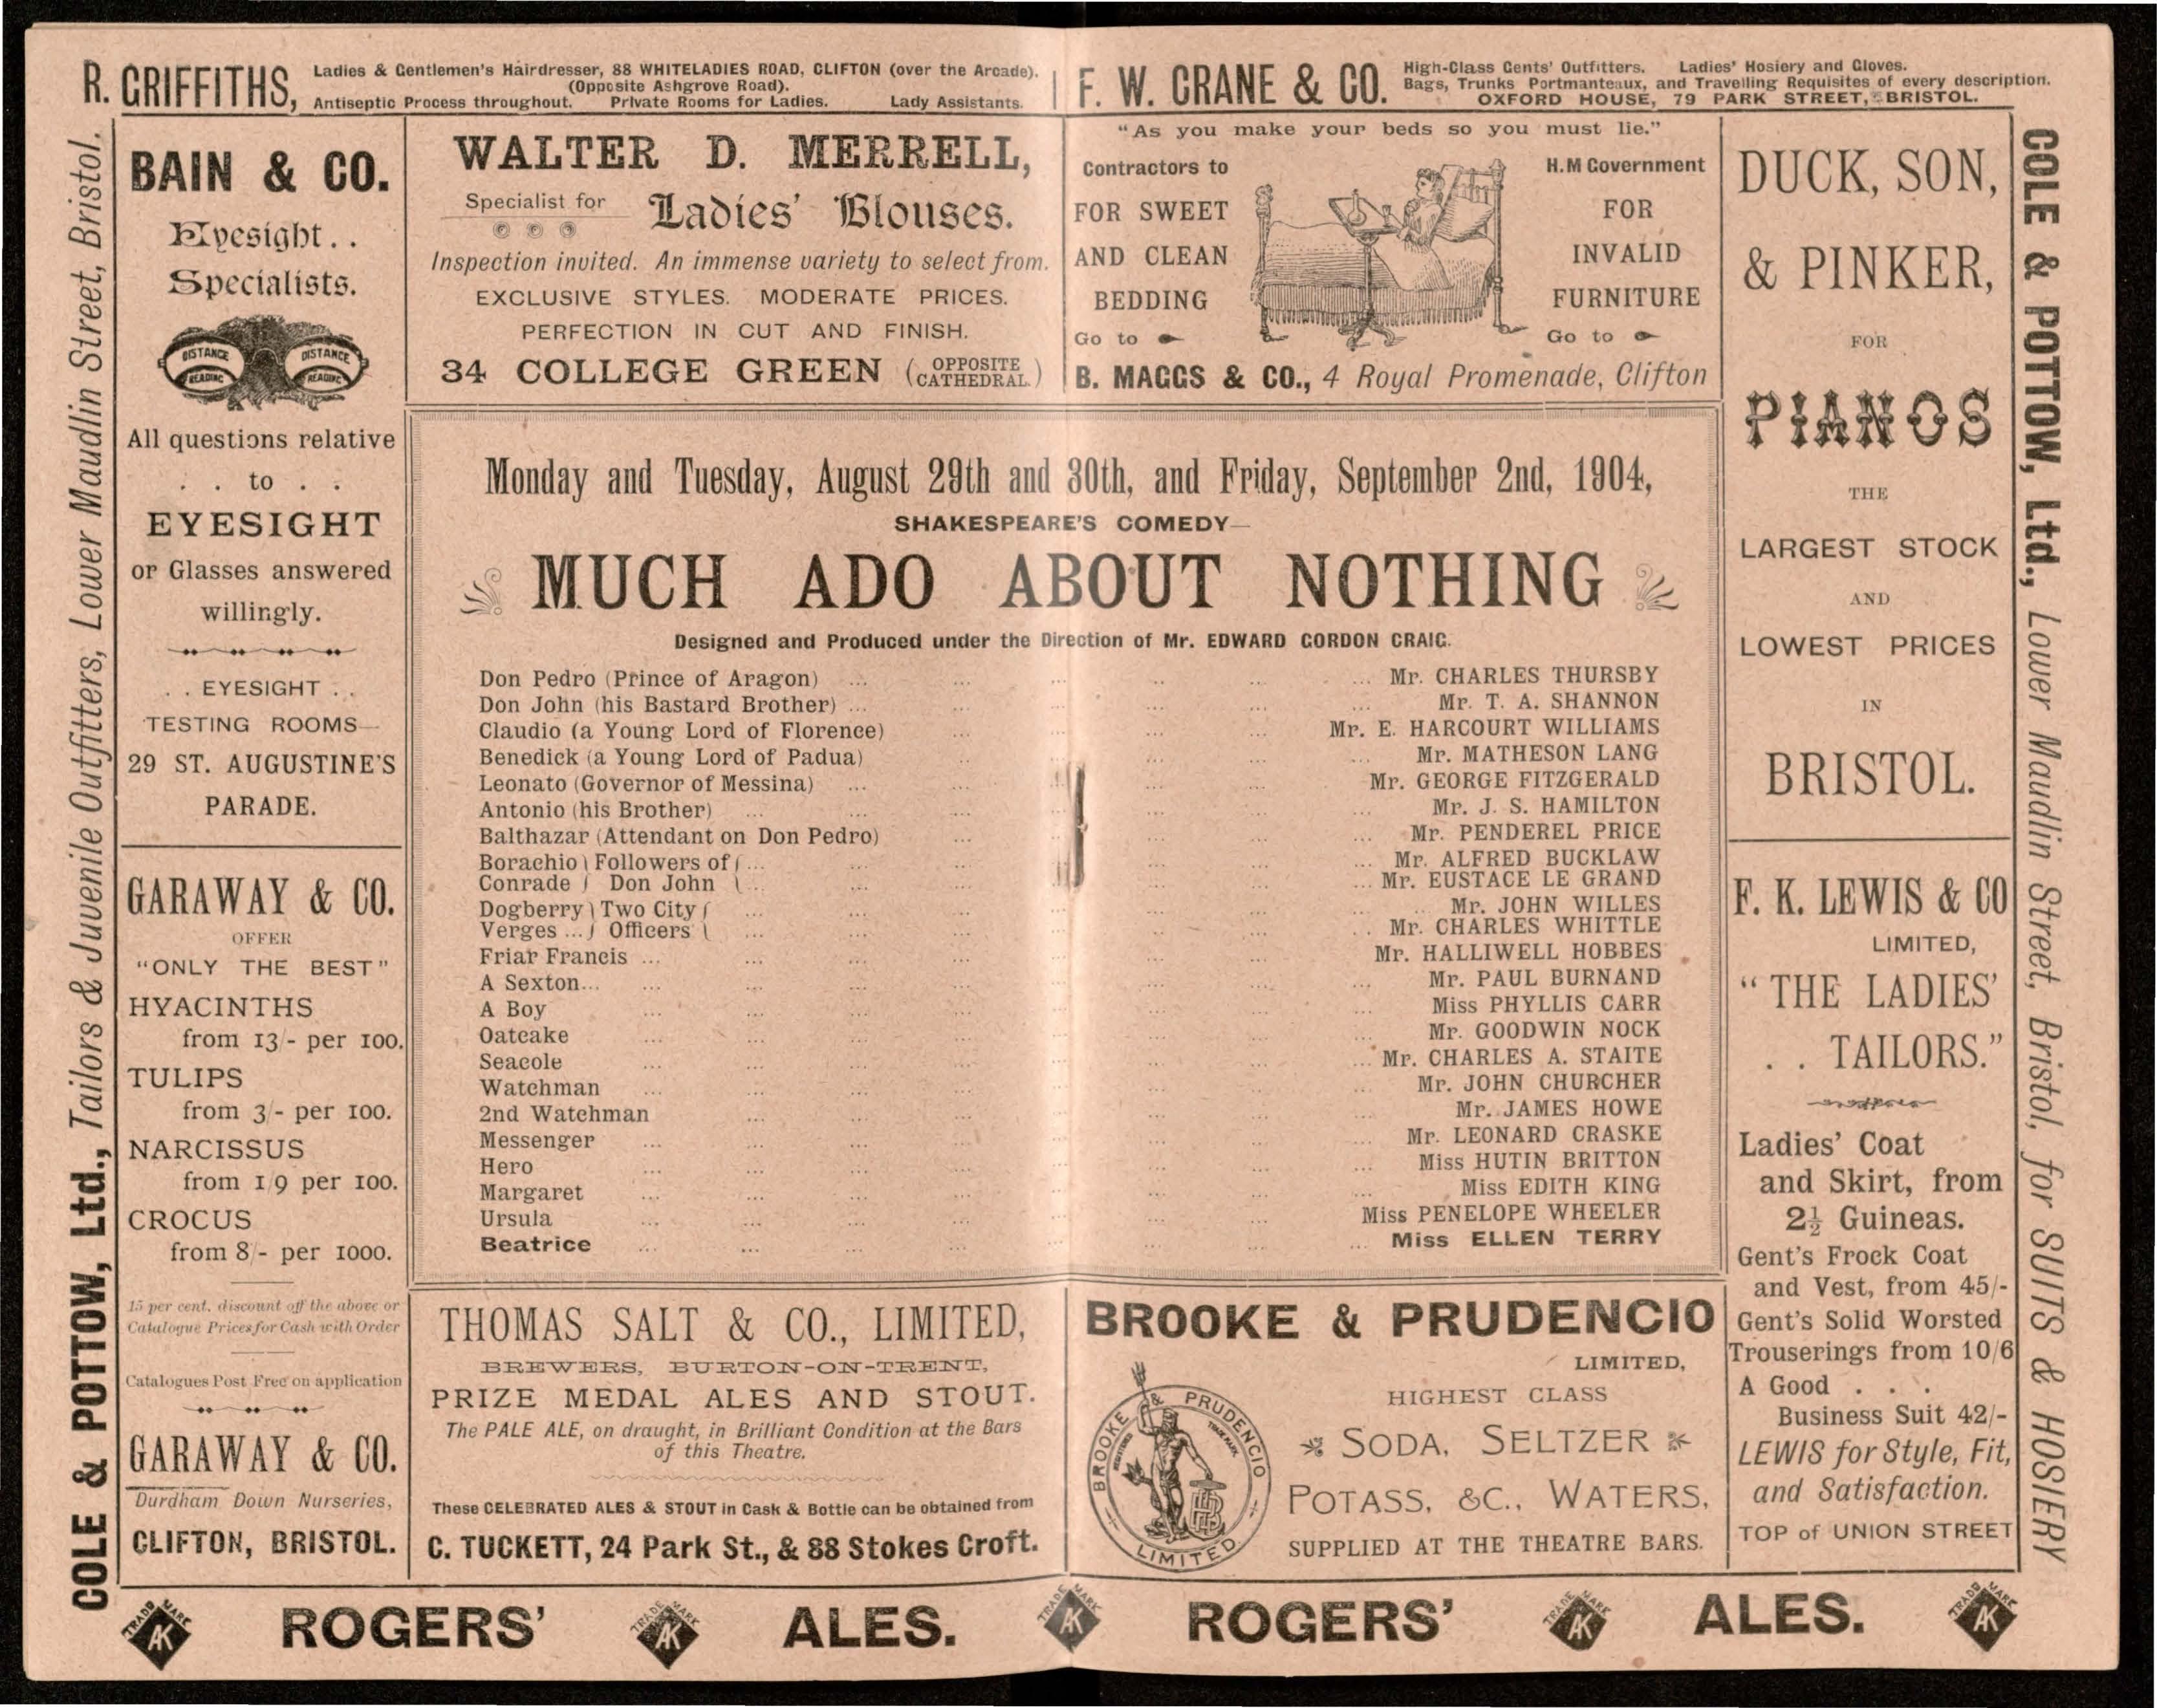 R. GRIFFITHS,
Ladies & Gentlemen's Hairdresser, 88 WHITELADIES ROAD, CLIFTON (over the Arcade).
(Opposite Ashgrove Road).
Antiseptic Process throughout. Private Rooms for Ladies. Lady Assistants.
F. W. CRANE & CO.
High-Class Gents' Outfitters. Ladies' Hosiery and Gloves.
Bags, Trunks Portmanteaux, and Travelling Requisites of every description.
OXFORD HOUSE, 79 PARK STREET, BRISTOL.
COLE & POTTOW, Ltd., Tailors & Juvenile Outfitters, Lower Maudlin Street, Bristol.
BAIN & CO.
Eyesight . .
Specialists.
DISTANCE
READING
DISTANCE
READING
All questions relative
. . to . .
EYESIGHT
or Glasses answered
willingly.
. . EYESIGHT . .
TESTING ROOMS—
29 ST. AUGUSTINE'S
PARADE.
GARAWAY & CO.
OFFER
"ONLY THE BEST"
HYACINTHS
from 13/- per 100.
TULIPS
from 3/- per 100.
NARCISSUS
from 1/9 per 100.
CROCUS
from 8/- per 1000.
15 per cent. discount off the above or
Catalogue Prices for Cash with Order
Catalogues Post Free on application
GARAWAY & CO.
Durdham Down Nurseries,
CLIFTON, BRISTOL.
WALTER D. MERRELL,
Specialist for Ladies' Blouses.
Inspection invited. An immense variety to select from.
EXCLUSIVE STYLES. MODERATE PRICES.
PERFECTION IN CUT AND FINISH.
34 COLLEGE GREEN (OPPOSITE CATHEDRAL.)
"As you make your beds so you must lie."
Contractors to
FOR SWEET
AND CLEAN
BEDDING
Go to
H.M Government
FOR
INVALID
FURNITURE
Go to
B. MAGGS & CO., 4 Royal Promenade, Clifton
Monday and Tuesday, August 29th and 30th, and Friday, September 2nd, 1904,
SHAKESPEARE'S COMEDY—
MUCH ADO ABOUT NOTHING
Designed and Produced under the Direction of Mr. EDWARD GORDON CRAIG.
Don Pedro (Prince of Aragon) ... Mr. CHARLES THURSBY
Don John (his Bastard Brother) ... Mr. T. A. SHANNON
Claudio (a Young Lord of Florence) ... Mr. E. HARCOURT WILLIAMS
Benedick (a Young Lord of Padua) ... Mr. MATHESON LANG
Leonato (Governor of Messina) ... Mr. GEORGE FITZGERALD
Antonio (his Brother) ... Mr. J. S. HAMILTON
Balthazar (Attendant on Don Pedro) ... Mr. PENDEREL PRICE
Borachio ) Followers of ( ... Mr. ALFRED BUCKLAW
Conrade ) Don John ( ... Mr. EUSTACE LE GRAND
Dogberry ) Two City ( ... Mr. JOHN WILLES
Verges ... ) Officers ( ... Mr. CHARLES WHITTLE
Friar Francis ... Mr. HALLIWELL HOBBES
A Sexton... Mr. PAUL BURNAND
A Boy ... Miss PHYLLIS CARR
Oatcake ... Mr. GOODWIN NOCK
Seacole ... Mr. CHARLES A. STAITE
Watchman ... Mr. JOHN CHURCHER
2nd Watchman ... Mr. JAMES HOWE
Messenger ... Mr. LEONARD CRASKE
Hero ... Miss HUTIN BRITTON
Margaret ... Miss EDITH KING
Ursula ... Miss PENELOPE WHEELER
Beatrice ... Miss ELLEN TERRY
THOMAS SALT & CO., LIMITED,
BREWERS, BURTON-ON-TRENT,
PRIZE MEDAL ALES AND STOUT.
The PALE ALE, on draught, in Brilliant Condition at the Bars
of this Theatre.
These CELEBRATED ALES & STOUT in Cask & Bottle can be obtained from
C. TUCKETT, 24 Park St., & 88 Stokes Croft.
BROOKE & PRUDENCIO
LIMITED,
HIGHEST CLASS
SODA, SELTZER
POTASS, &C., WATERS,
SUPPLIED AT THE THEATRE BARS.
BROOKE & PRUDENCIO
REGISTERED TRADE MARK
LIMITED
DUCK, SON,
& PINKER,
FOR
PIANOS
THE
LARGEST STOCK
AND
LOWEST PRICES
IN
BRISTOL.
F. K. LEWIS & CO
LIMITED,
"THE LADIES'
. . TAILORS."
Ladies' Coat
and Skirt, from
2½ Guineas.
Gent's Frock Coat
and Vest, from 45/-
Gent's Solid Worsted
Trouserings from 10/6
A Good . . .
Business Suit 42/-
LEWIS for Style, Fit,
and Satisfaction.
TOP of UNION STREET
COLE & POTTOW, Ltd., Lower Maudlin Street, Bristol, for SUITS & HOSIERY
TRADE MARK AK ROGERS' TRADE MARK AK ALES. TRADE MARK AK ROGERS' TRADE MARK AK ALES. TRADE MARK AK